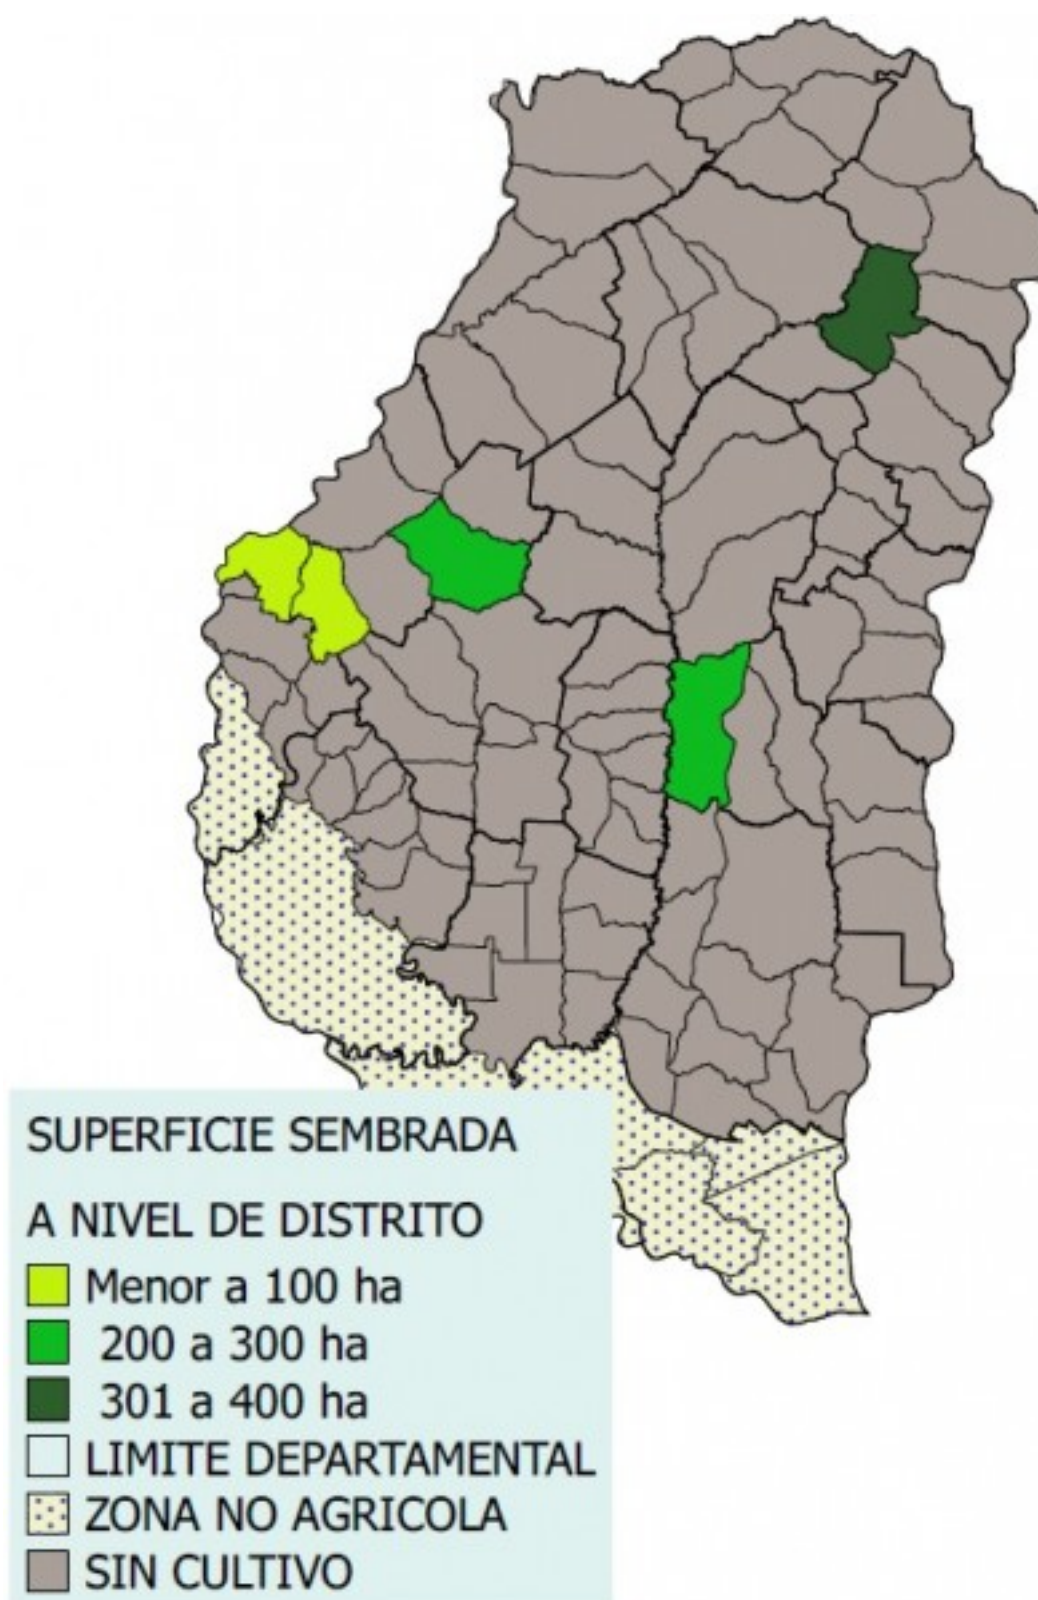 SUPERFICIE SEMBRADA
A NIVEL DE DISTRITO
Menor a 100 ha
200 a 300 ha
301 a 400 ha
LIMITE DEPARTAMENTAL
ZONA NO AGRICOLA
SIN CULTIVO